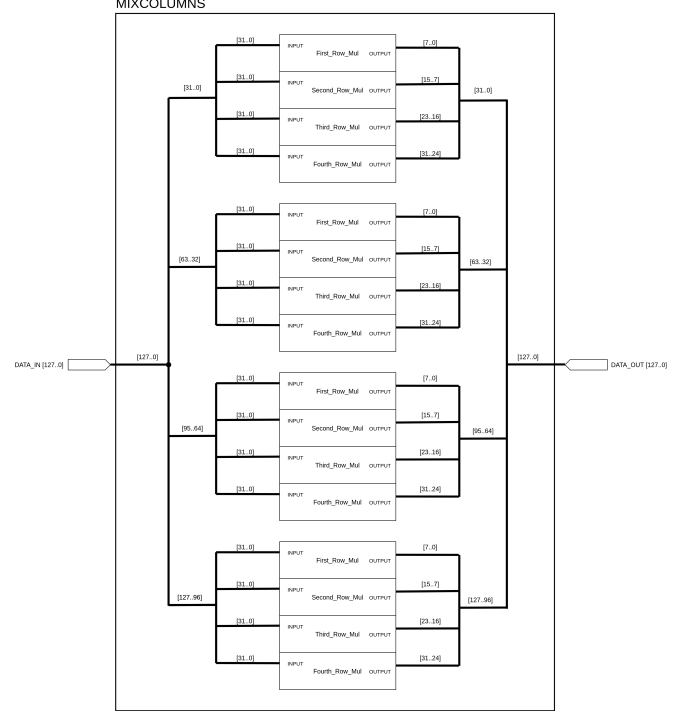 MIXCOLUMNS
[31..0] INPUT First_Row_Mul OUTPUT [7..0]
[31..0] INPUT Second_Row_Mul OUTPUT [15..7]
[31..0] [31..0]
[31..0] INPUT Third_Row_Mul OUTPUT [23..16]
[31..0] INPUT Fourth_Row_Mul OUTPUT [31..24]
[31..0] INPUT First_Row_Mul OUTPUT [7..0]
[31..0] INPUT Second_Row_Mul OUTPUT [15..7]
[63..32] [63..32]
[31..0] INPUT Third_Row_Mul OUTPUT [23..16]
[31..0] INPUT Fourth_Row_Mul OUTPUT [31..24]
DATA_IN [127..0] [127..0] [127..0] DATA_OUT [127..0]
[31..0] INPUT First_Row_Mul OUTPUT [7..0]
[31..0] INPUT Second_Row_Mul OUTPUT [15..7]
[95..64] [95..64]
[31..0] INPUT Third_Row_Mul OUTPUT [23..16]
[31..0] INPUT Fourth_Row_Mul OUTPUT [31..24]
[31..0] INPUT First_Row_Mul OUTPUT [7..0]
[31..0] INPUT Second_Row_Mul OUTPUT [15..7]
[127..96] [127..96]
[31..0] INPUT Third_Row_Mul OUTPUT [23..16]
[31..0] INPUT Fourth_Row_Mul OUTPUT [31..24]